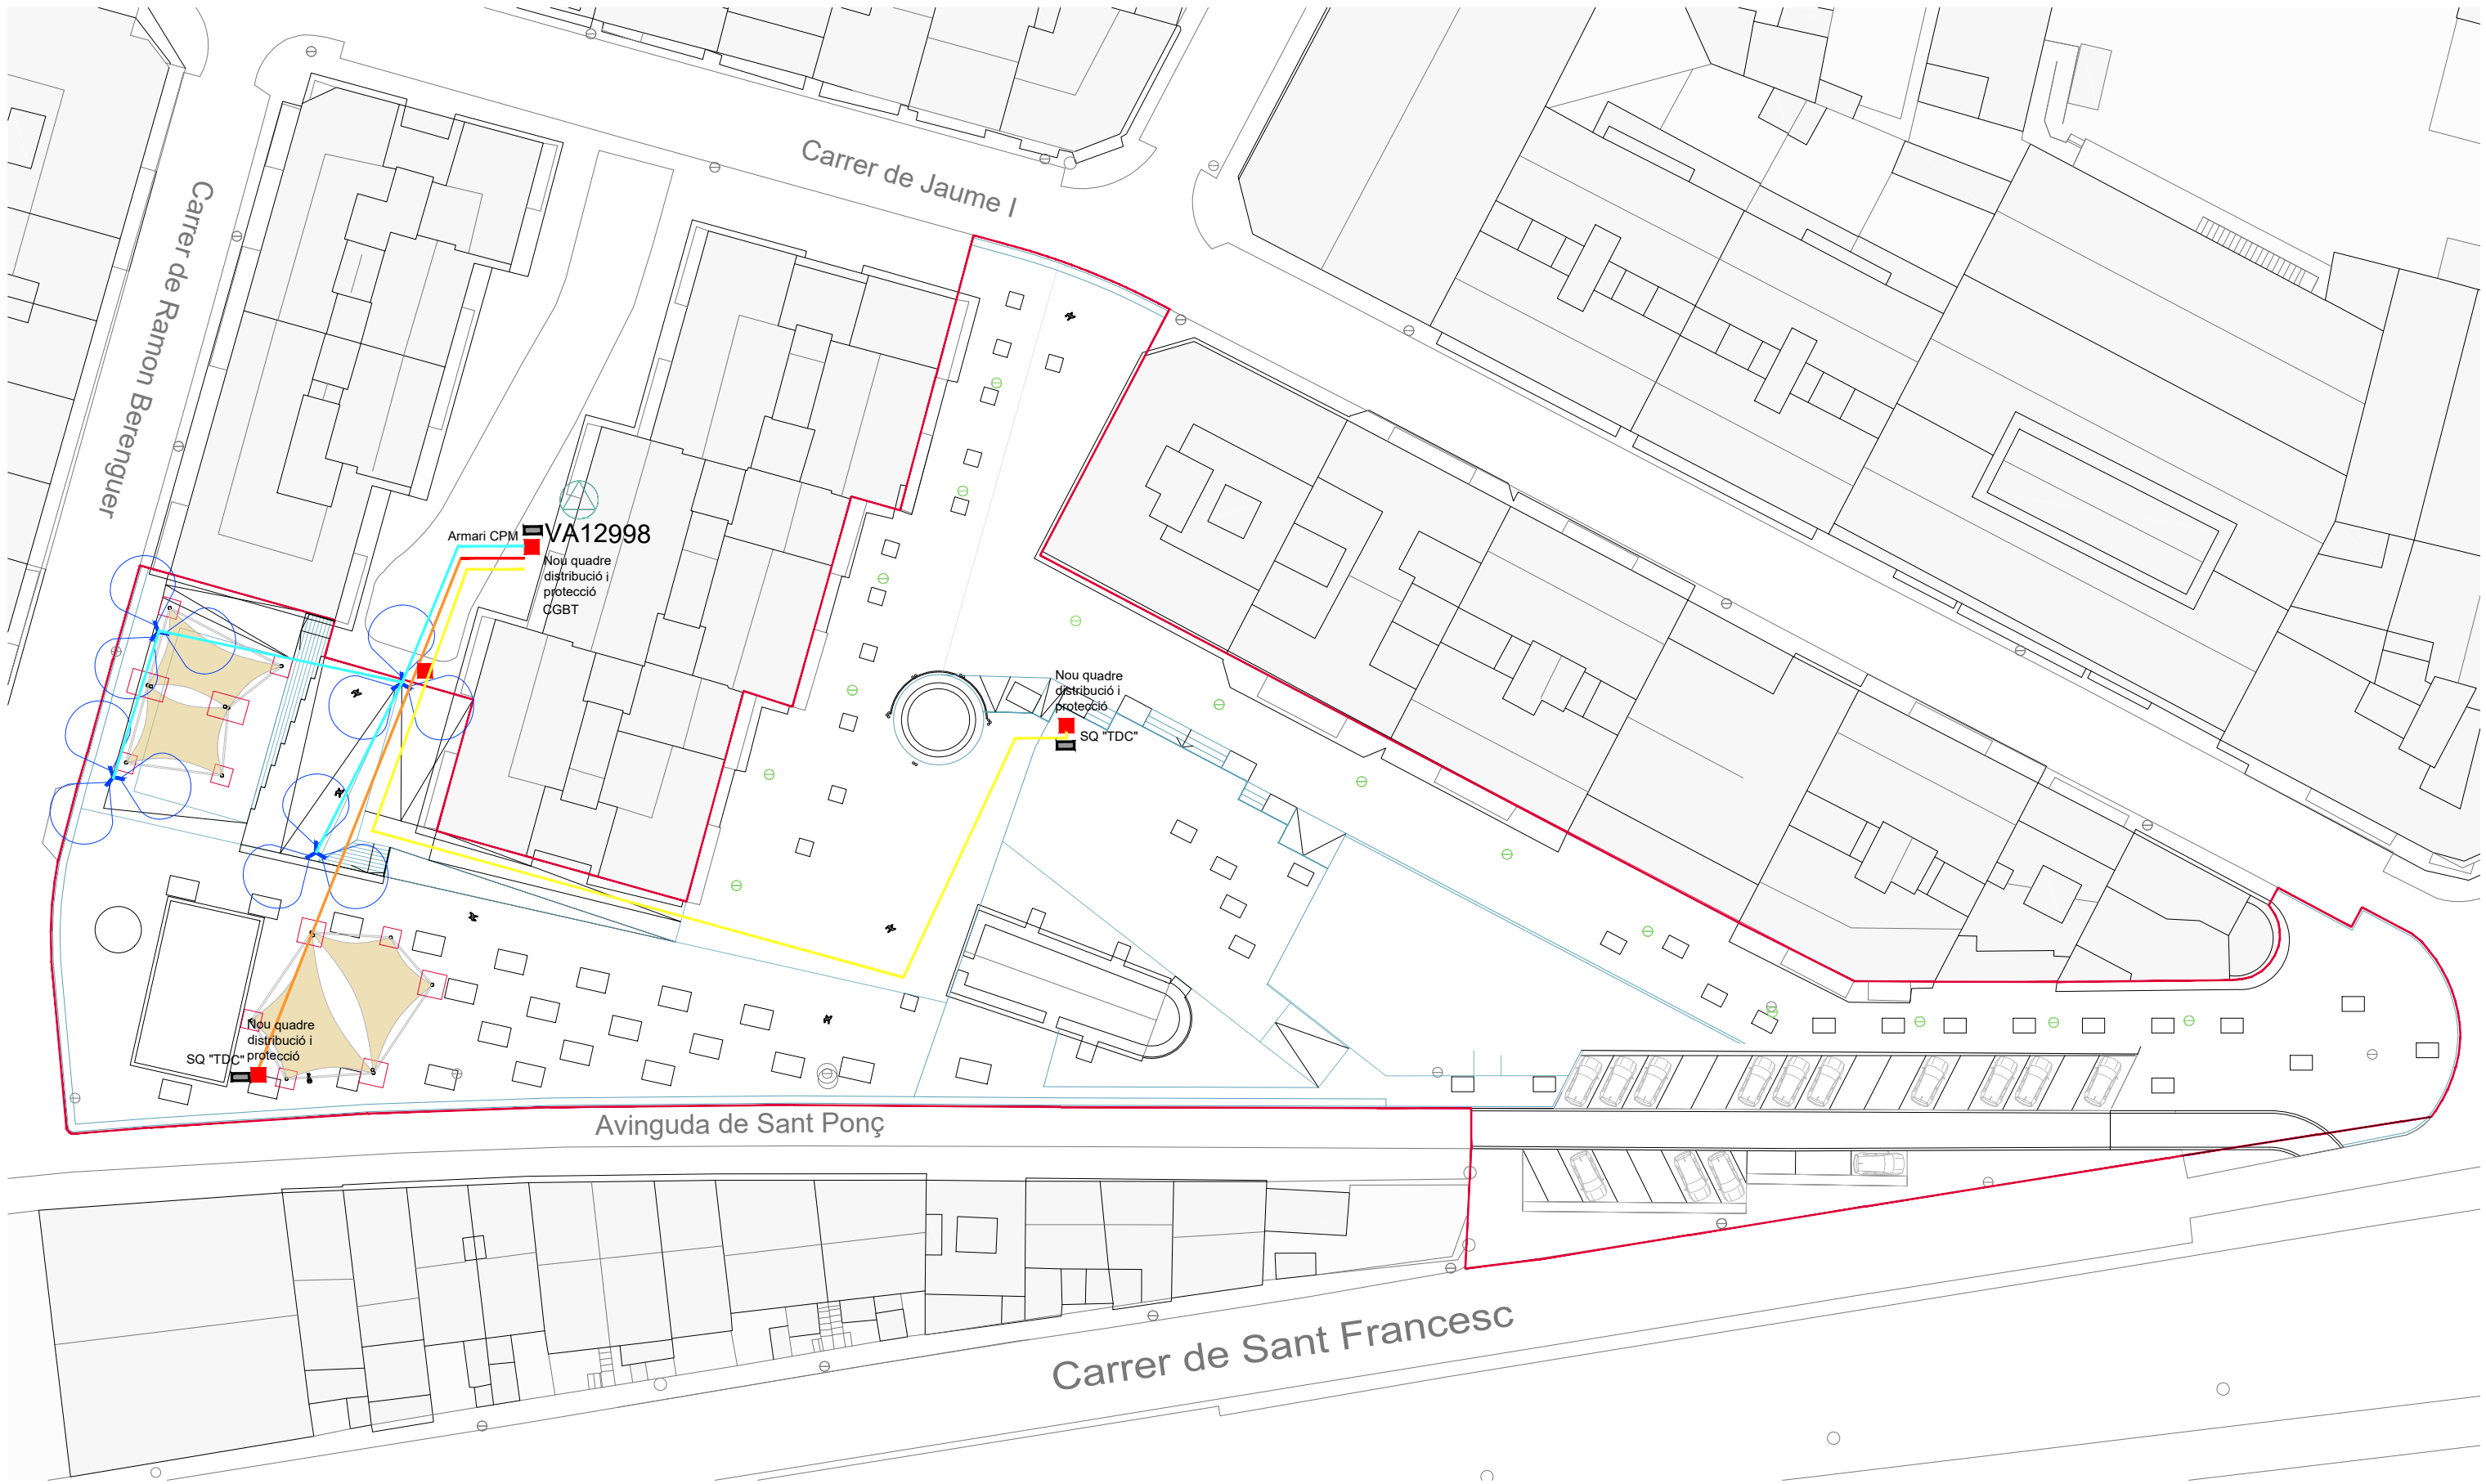 Carrer de Jaume I
Carrer de Ramon Berenguer
Armari CPM
VA12998
Nou quadre
distribució i
protecció
CGBT
Nou quadre
distribució i
protecció
SQ "TDC"
Nou quadre
distribució i
protecció
SQ "TDC"
Avinguda de Sant Ponç
Carrer de Sant Francesc